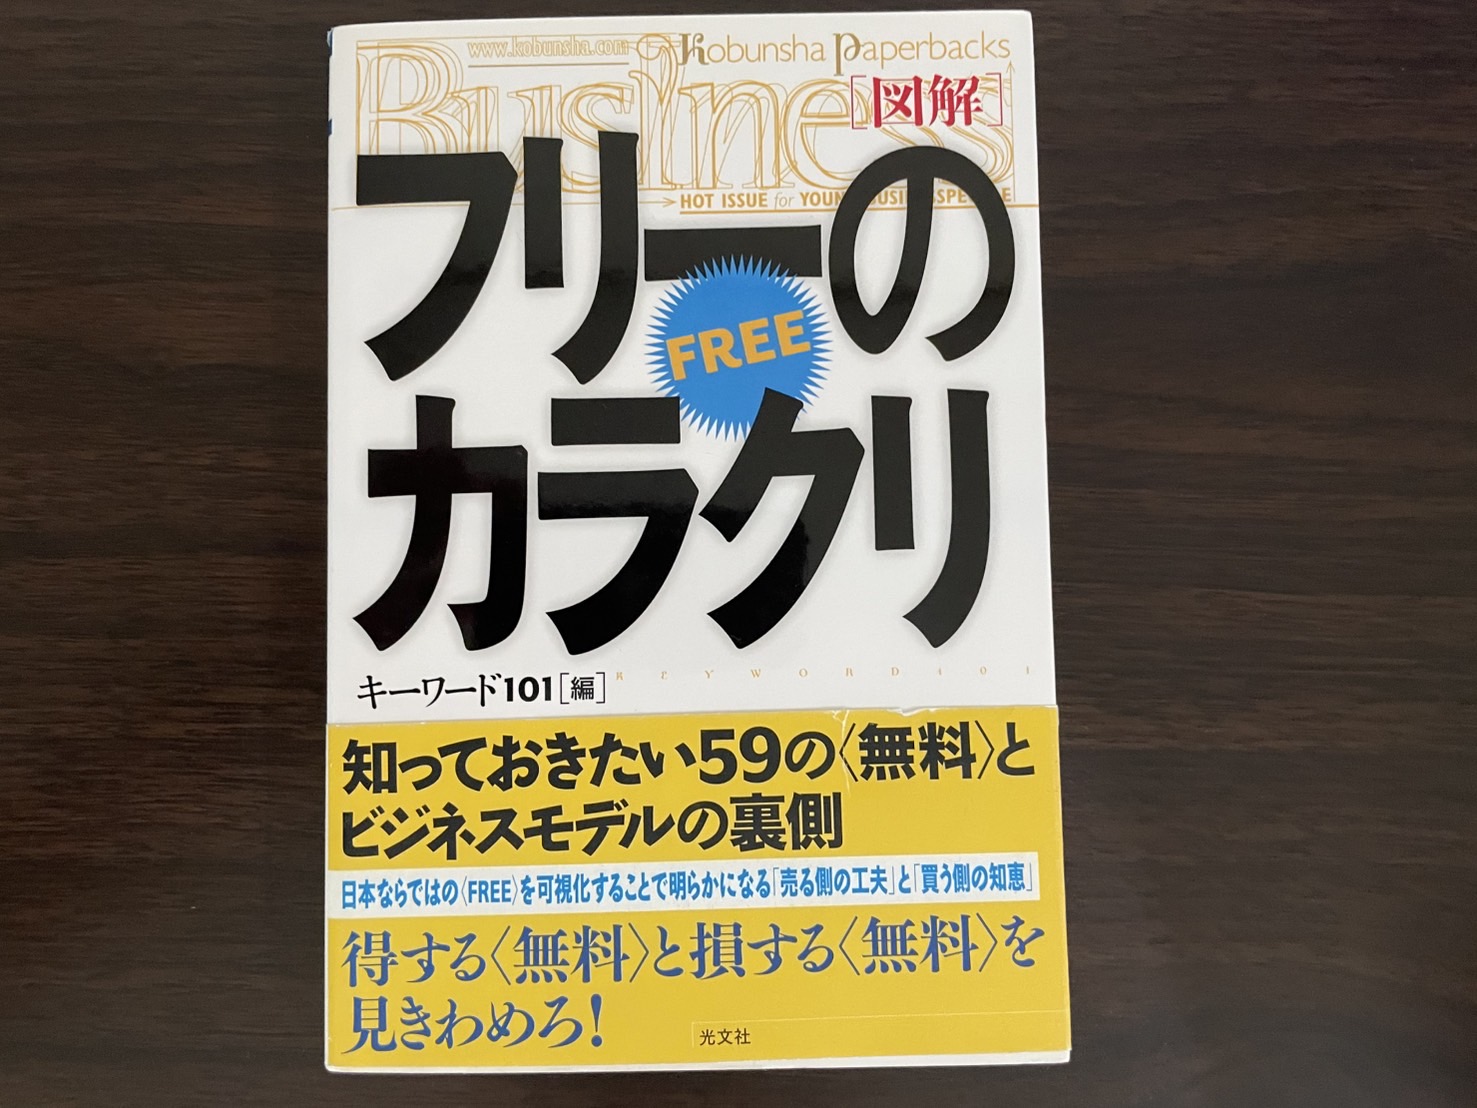 www.kobunsha.com
Kobunsha Paperbacks
Business
[図解]
HOT ISSUE for YOUNG BUSINESSPEOPLE
フリーの
FREE
カラクリ
キーワード101[編]
KEYWORD101
知っておきたい59の〈無料〉と
ビジネスモデルの裏側
日本ならではの〈FREE〉を可視化することで明らかになる「売る側の工夫」と「買う側の知恵」
得する〈無料〉と損する〈無料〉を
見きわめろ!
光文社